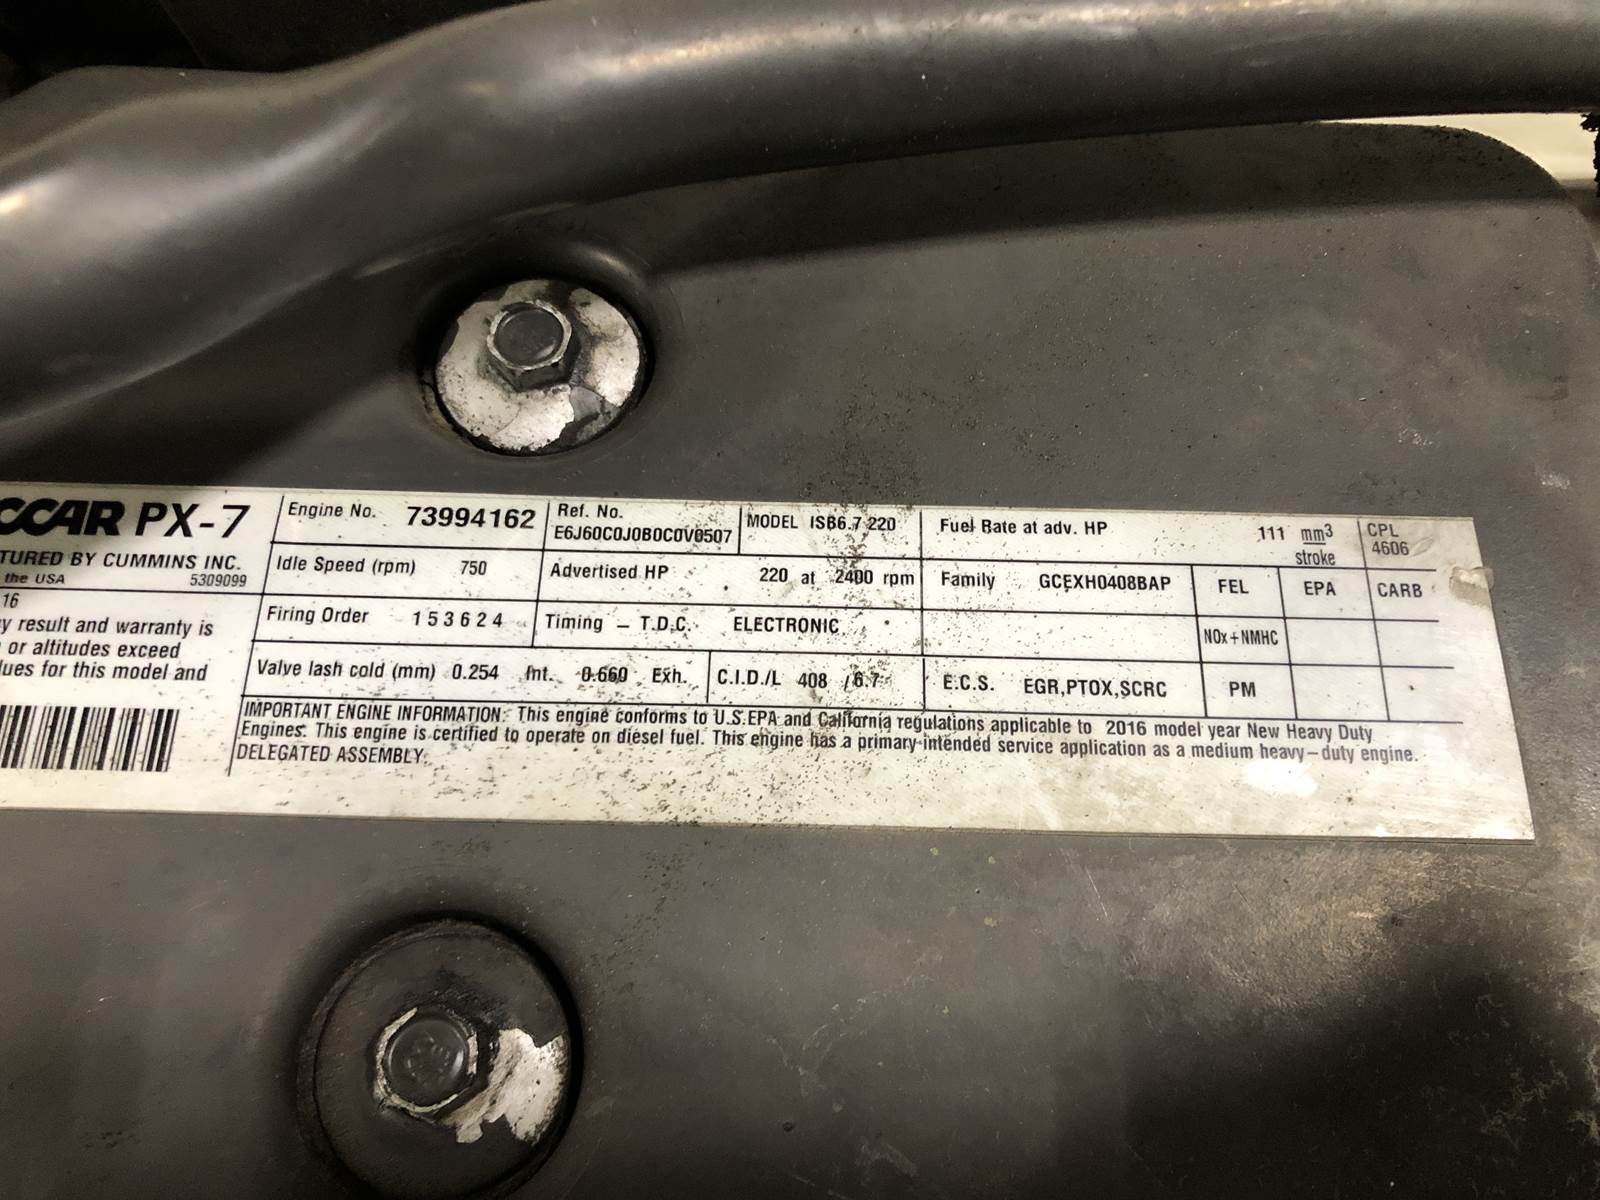 CCAR PX-7
TURED BY CUMMINS INC.
the USA 5309099
16
y result and warranty is
or altitudes exceed
lues for this model and
Engine No. 73994162
Ref. No.
E6J60C0J0B0C0V0507
MODEL ISB6.7 220
Fuel Rate at adv. HP 111 mm3
stroke
CPL
4606
Idle Speed (rpm) 750
Advertised HP 220 at 2400 rpm
Family GCEXH0408BAP
FEL EPA CARB
Firing Order 1 5 3 6 2 4
Timing – T.D.C. ELECTRONIC
NOx+NMHC
Valve lash cold (mm) 0.254 Int. 0.660 Exh.
C.I.D./L 408 / 6.7
E.C.S. EGR,PTOX,SCRC
PM
IMPORTANT ENGINE INFORMATION: This engine conforms to U.S.EPA and California regulations applicable to 2016 model year New Heavy Duty
Engines. This engine is certified to operate on diesel fuel. This engine has a primary intended service application as a medium heavy–duty engine.
DELEGATED ASSEMBLY.